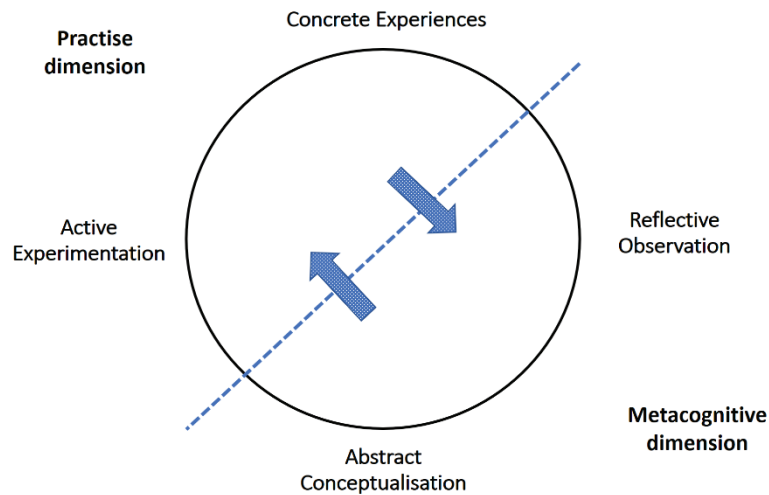 Concrete Experiences
Practise
dimension
Active
Experimentation
Reflective
Observation
Metacognitive
dimension
Abstract
Conceptualisation